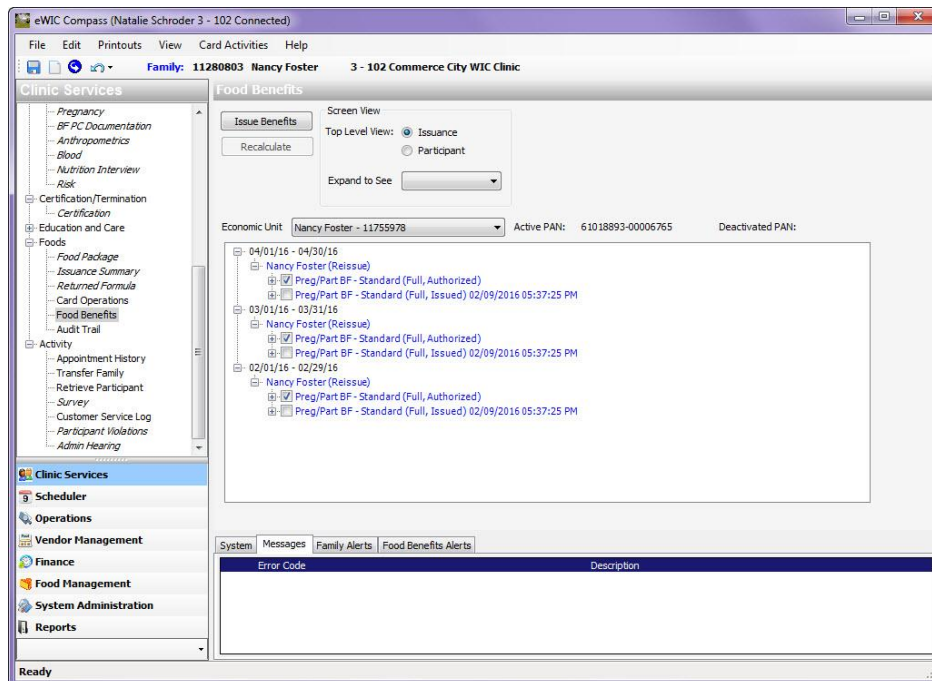 eWIC Compass (Natalie Schroder 3 - 102 Connected)
File Edit Printouts View Card Activities Help
Family: 11280803 Nancy Foster 3 - 102 Commerce City WIC Clinic
Clinic Services
Pregnancy
BF PC Documentation
Anthropometrics
Blood
Nutrition Interview
Risk
Certification/Termination
Certification
Education and Care
Foods
Food Package
Issuance Summary
Returned Formula
Card Operations
Food Benefits
Audit Trail
Activity
Appointment History
Transfer Family
Retrieve Participant
Survey
Customer Service Log
Participant Violations
Admin Hearing
Clinic Services
9 Scheduler
Operations
Vendor Management
Finance
Food Management
System Administration
Reports
Food Benefits
Issue Benefits
Recalculate
Screen View
Top Level View: Issuance
Participant
Expand to See
Economic Unit Nancy Foster - 11755978 Active PAN: 61018893-00006765 Deactivated PAN:
04/01/16 - 04/30/16
Nancy Foster (Reissue)
Preg/Part BF - Standard (Full, Authorized)
Preg/Part BF - Standard (Full, Issued) 02/09/2016 05:37:25 PM
03/01/16 - 03/31/16
Nancy Foster (Reissue)
Preg/Part BF - Standard (Full, Authorized)
Preg/Part BF - Standard (Full, Issued) 02/09/2016 05:37:25 PM
02/01/16 - 02/29/16
Nancy Foster (Reissue)
Preg/Part BF - Standard (Full, Authorized)
Preg/Part BF - Standard (Full, Issued) 02/09/2016 05:37:25 PM
System Messages Family Alerts Food Benefits Alerts
Error Code Description
Ready